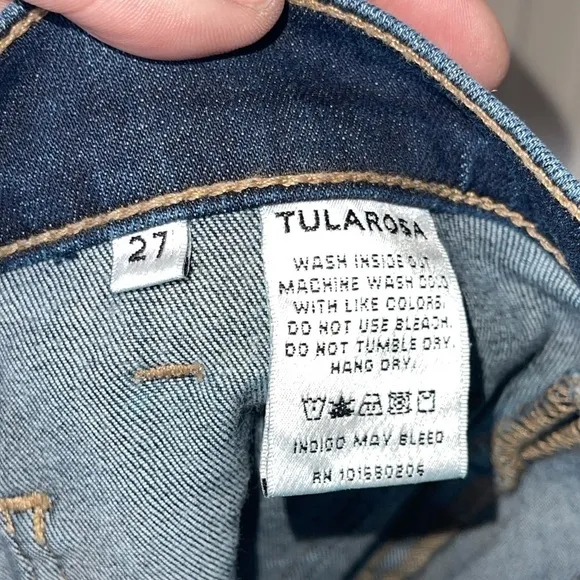 27
TULAROSA
WASH INSIDE OUT
MACHINE WASH COLD
WITH LIKE COLORS.
DO NOT USE BLEACH.
DO NOT TUMBLE DRY.
HANG DRY.
INDIGO MAY BLEED
RN 101680206